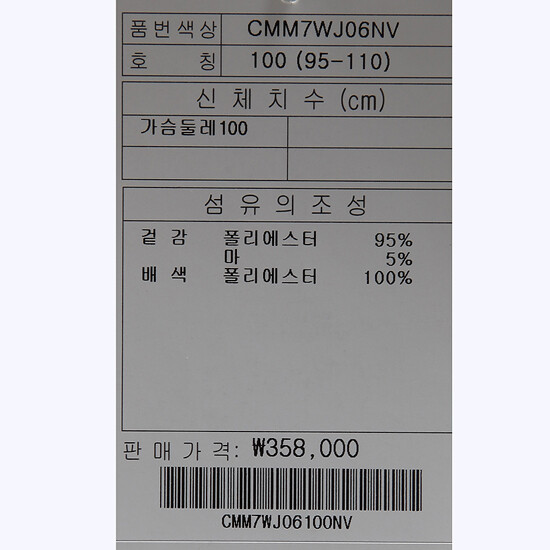 품번색상 CMM7WJ06NV
호 칭 100 (95-110)
신체치수(cm)
가슴둘레100
섬유의조성
겉 감 폴리에스터 95%
마 5%
배 색 폴리에스터 100%
판매가격: ₩358,000
CMM7WJ06100NV